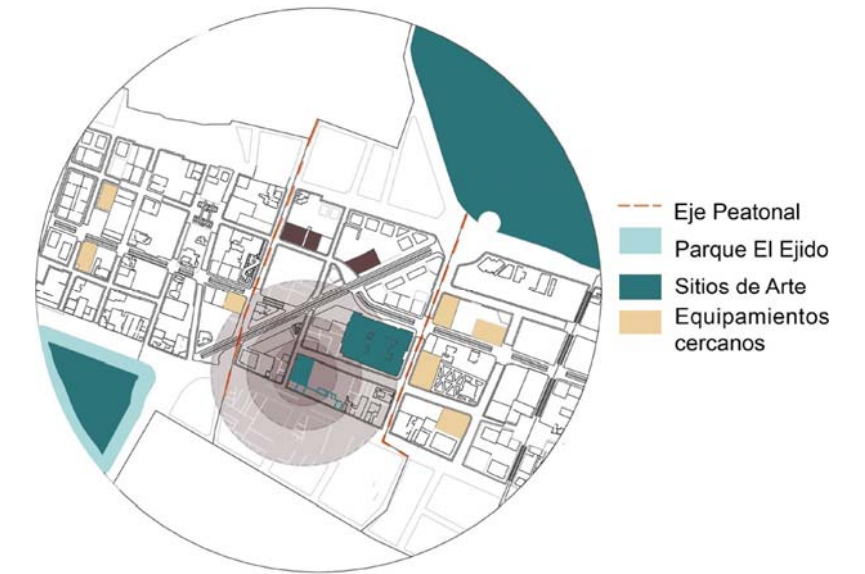 Eje Peatonal
Parque El Ejido
Sitios de Arte
Equipamientos
cercanos